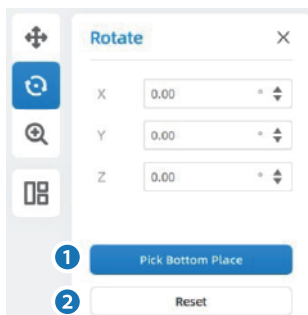 Rotate
X 0.00 °
Y 0.00 °
Z 0.00 °
1 Pick Bottom Place
2 Reset